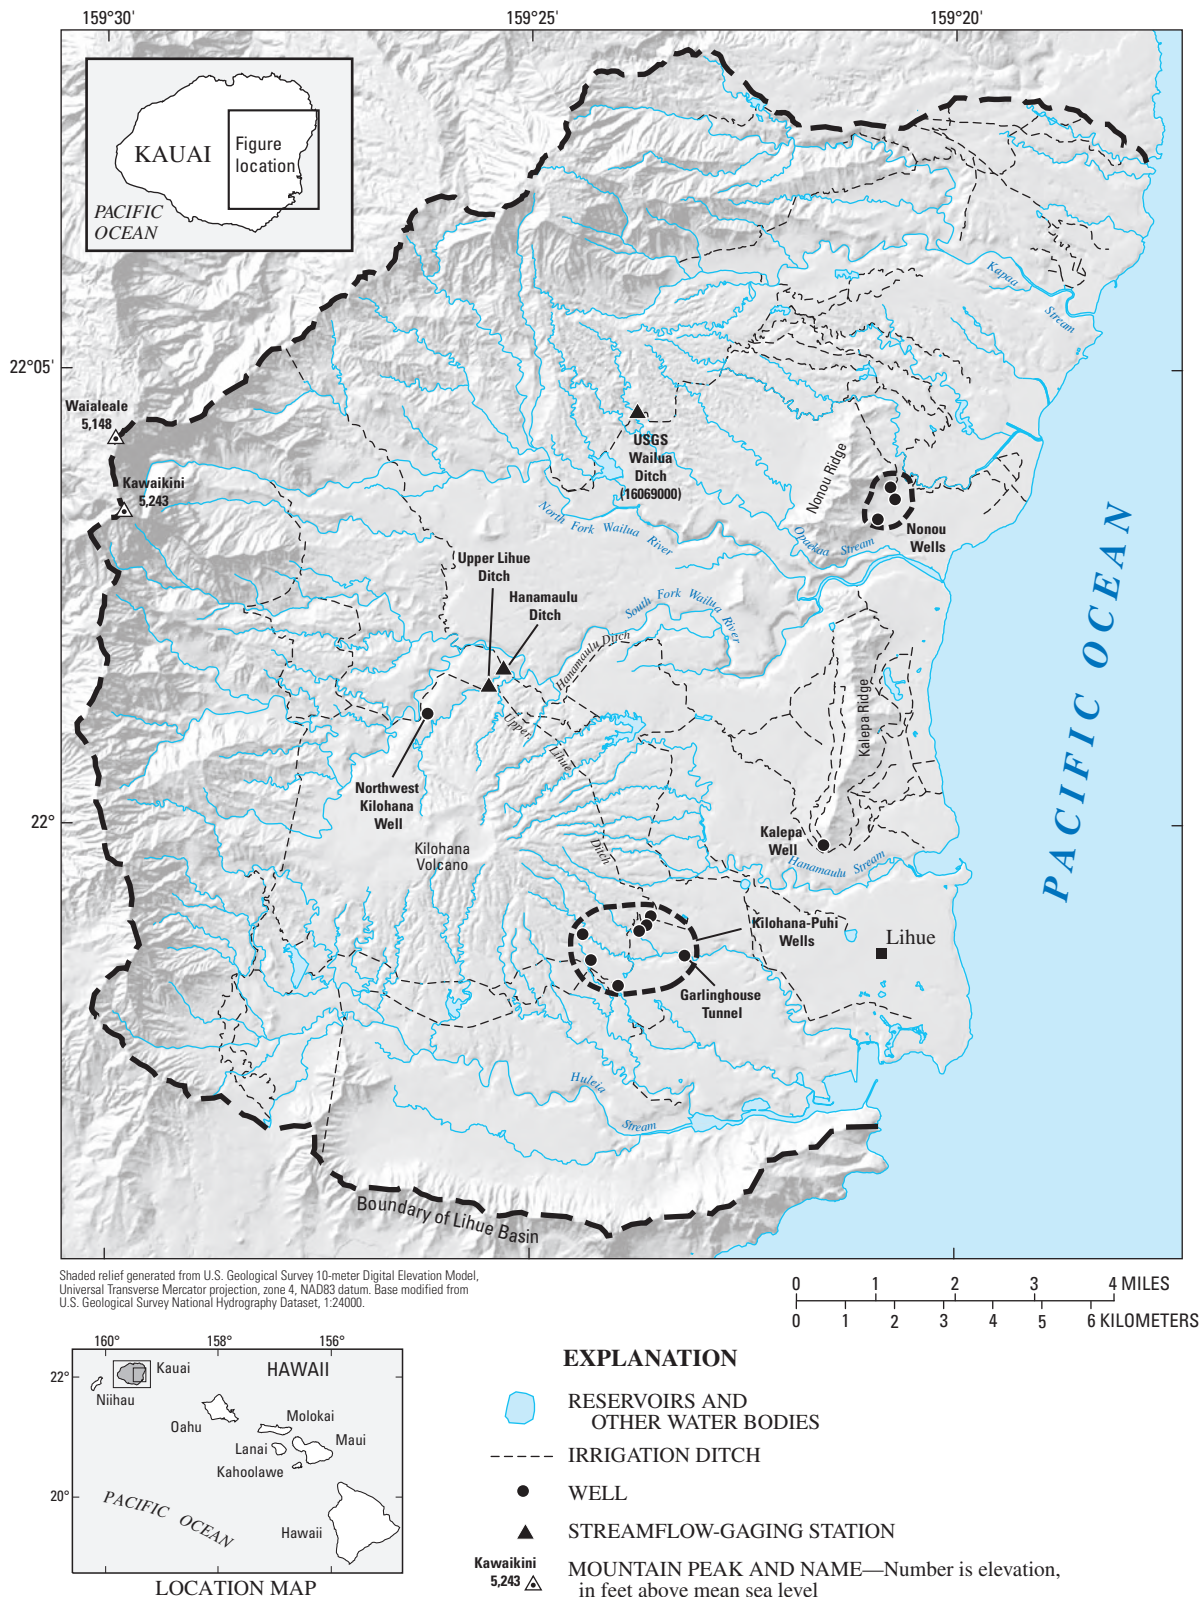 159°30'
159°25'
159°20'
KAUAI
Figure
location
PACIFIC
OCEAN
Kapaa
Stream
22°05'
Waialeale
5,148
Kawaikini
5,243
USGS
Wailua
Ditch
(16069000)
Nonou Ridge
Nonou
Wells
North Fork Wailua River
Opaekaa Stream
Upper Lihue
Ditch
Hanamaulu
Ditch
South Fork Wailua River
Hanamaulu Ditch
Upper
Lihue
Ditch
Kalepa Ridge
PACIFIC OCEAN
Northwest
Kilohana
Well
22°
Kilohana
Volcano
Kalepa
Well
Hanamaulu Stream
Kilohana-Puhi
Wells
Lihue
Garlinghouse
Tunnel
Huleia
Stream
Boundary of Lihue Basin
Shaded relief generated from U.S. Geological Survey 10-meter Digital Elevation Model,
Universal Transverse Mercator projection, zone 4, NAD83 datum. Base modified from
U.S. Geological Survey National Hydrography Dataset, 1:24000.
0 1 2 3 4 MILES
0 1 2 3 4 5 6 KILOMETERS
160° 158° 156°
22°
20°
Kauai
HAWAII
Niihau
Oahu
Molokai
Lanai
Maui
Kahoolawe
PACIFIC OCEAN
Hawaii
LOCATION MAP
EXPLANATION
RESERVOIRS AND
OTHER WATER BODIES
IRRIGATION DITCH
WELL
STREAMFLOW-GAGING STATION
Kawaikini
5,243
MOUNTAIN PEAK AND NAME—Number is elevation,
in feet above mean sea level